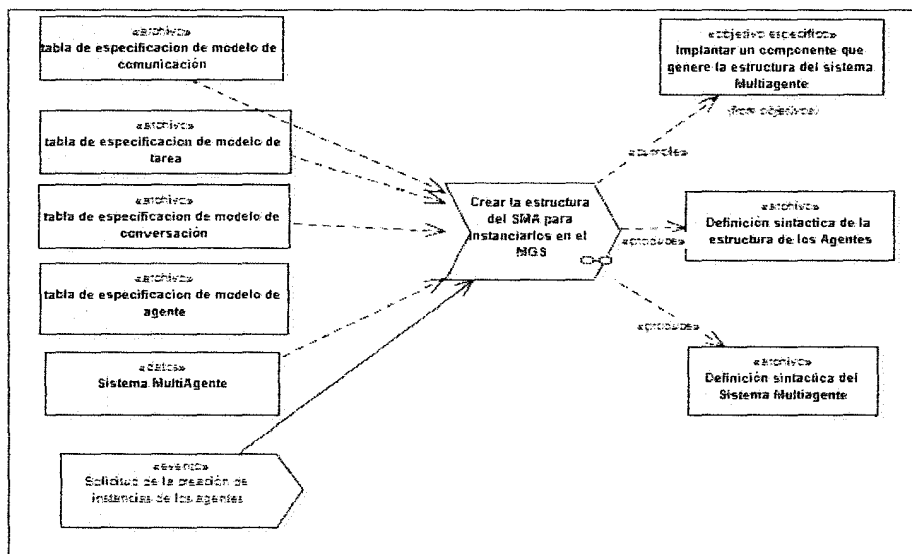 «archivo»
tabla de especificacion de modelo de
comunicación
«archivo»
tabla de especificacion de modelo de
tarea
«archivo»
tabla de especificacion de modelo de
conversación
«archivo»
tabla de especificacion de modelo de
agente
«datos»
Sistema MultiAgente
«evento»
Solicitud de la creación de
instancias de los agentes
Crear la estructura
del SMA para
instanciarlos en el
MGS
«objetivo especifico»
Implantar un componente que
genere la estructura del sistema
Multiagente
(from objetivos)
«cumple»
«archivo»
Definición sintactica de la
estructura de los Agentes
«produce»
«produce»
«archivo»
Definición sintactica del
Sistema Multiagente